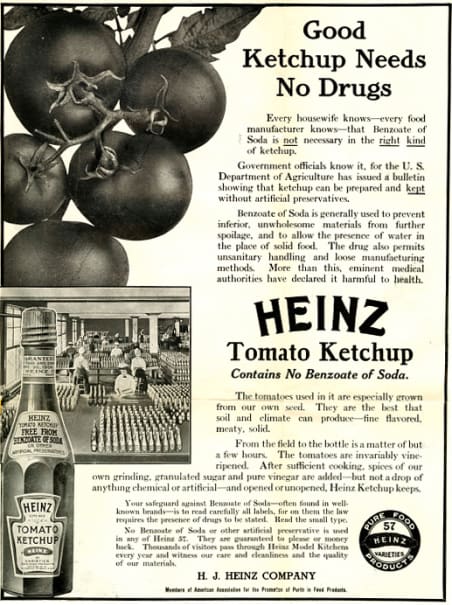 Good
Ketchup Needs
No Drugs
Every housewife knows—every food
manufacturer knows—that Benzoate of
Soda is not necessary in the right kind
of ketchup.
Government officials know it, for the U. S.
Department of Agriculture has issued a bulletin
showing that ketchup can be prepared and kept
without artificial preservatives.
Benzoate of Soda is generally used to prevent
inferior, unwholesome materials from further
spoilage, and to allow the presence of water in
the place of solid food. The drug also permits
unsanitary handling and loose manufacturing
methods. More than this, eminent medical
authorities have declared it harmful to health.
HEINZ
Tomato Ketchup
Contains No Benzoate of Soda.
The tomatoes used in it are especially grown
from our own seed. They are the best that
soil and climate can produce—fine flavored,
meaty, solid.
From the field to the bottle is a matter of but
a few hours. The tomatoes are invariably vine-
ripened. After sufficient cooking, spices of our
own grinding, granulated sugar and pure vinegar are added—but not a drop of
anything chemical or artificial—and opened or unopened, Heinz Ketchup keeps.
Your safeguard against Benzoate of Soda—often found in well-
known brands—is to read carefully all labels, for on them the law
requires the presence of drugs to be stated. Read the small type.
No Benzoate of Soda or other artificial preservative is used
in any of Heinz 57. They are guaranteed to please or money
back. Thousands of visitors pass through Heinz Model Kitchens
every year and witness our care and cleanliness and the quality
of our materials.
H. J. HEINZ COMPANY
Members of American Association for the Promotion of Purity in Food Products.
PURE FOOD
57
HEINZ
VARIETIES
PRODUCTS
HEINZ
TOMATO KETCHUP
FREE FROM
BENZOATE OF SODA
OR OTHER
ARTIFICIAL PRESERVATIVES
HEINZ
TOMATO
KETCHUP
HEINZ
VARIETIES